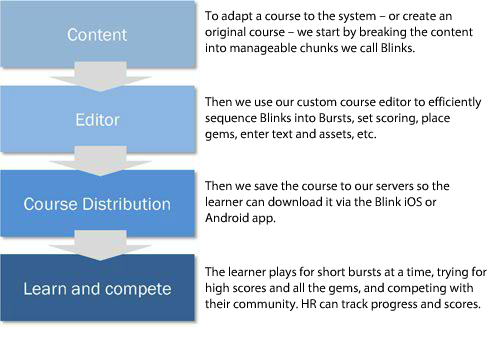 Content
To adapt a course to the system – or create an
original course – we start by breaking the content
into manageable chunks we call Blinks.
Editor
Then we use our custom course editor to efficiently
sequence Blinks into Bursts, set scoring, place
gems, enter text and assets, etc.
Course Distribution
Then we save the course to our servers so the
learner can download it via the Blink iOS or
Android app.
Learn and compete
The learner plays for short bursts at a time, trying for
high scores and all the gems, and competing with
their community. HR can track progress and scores.